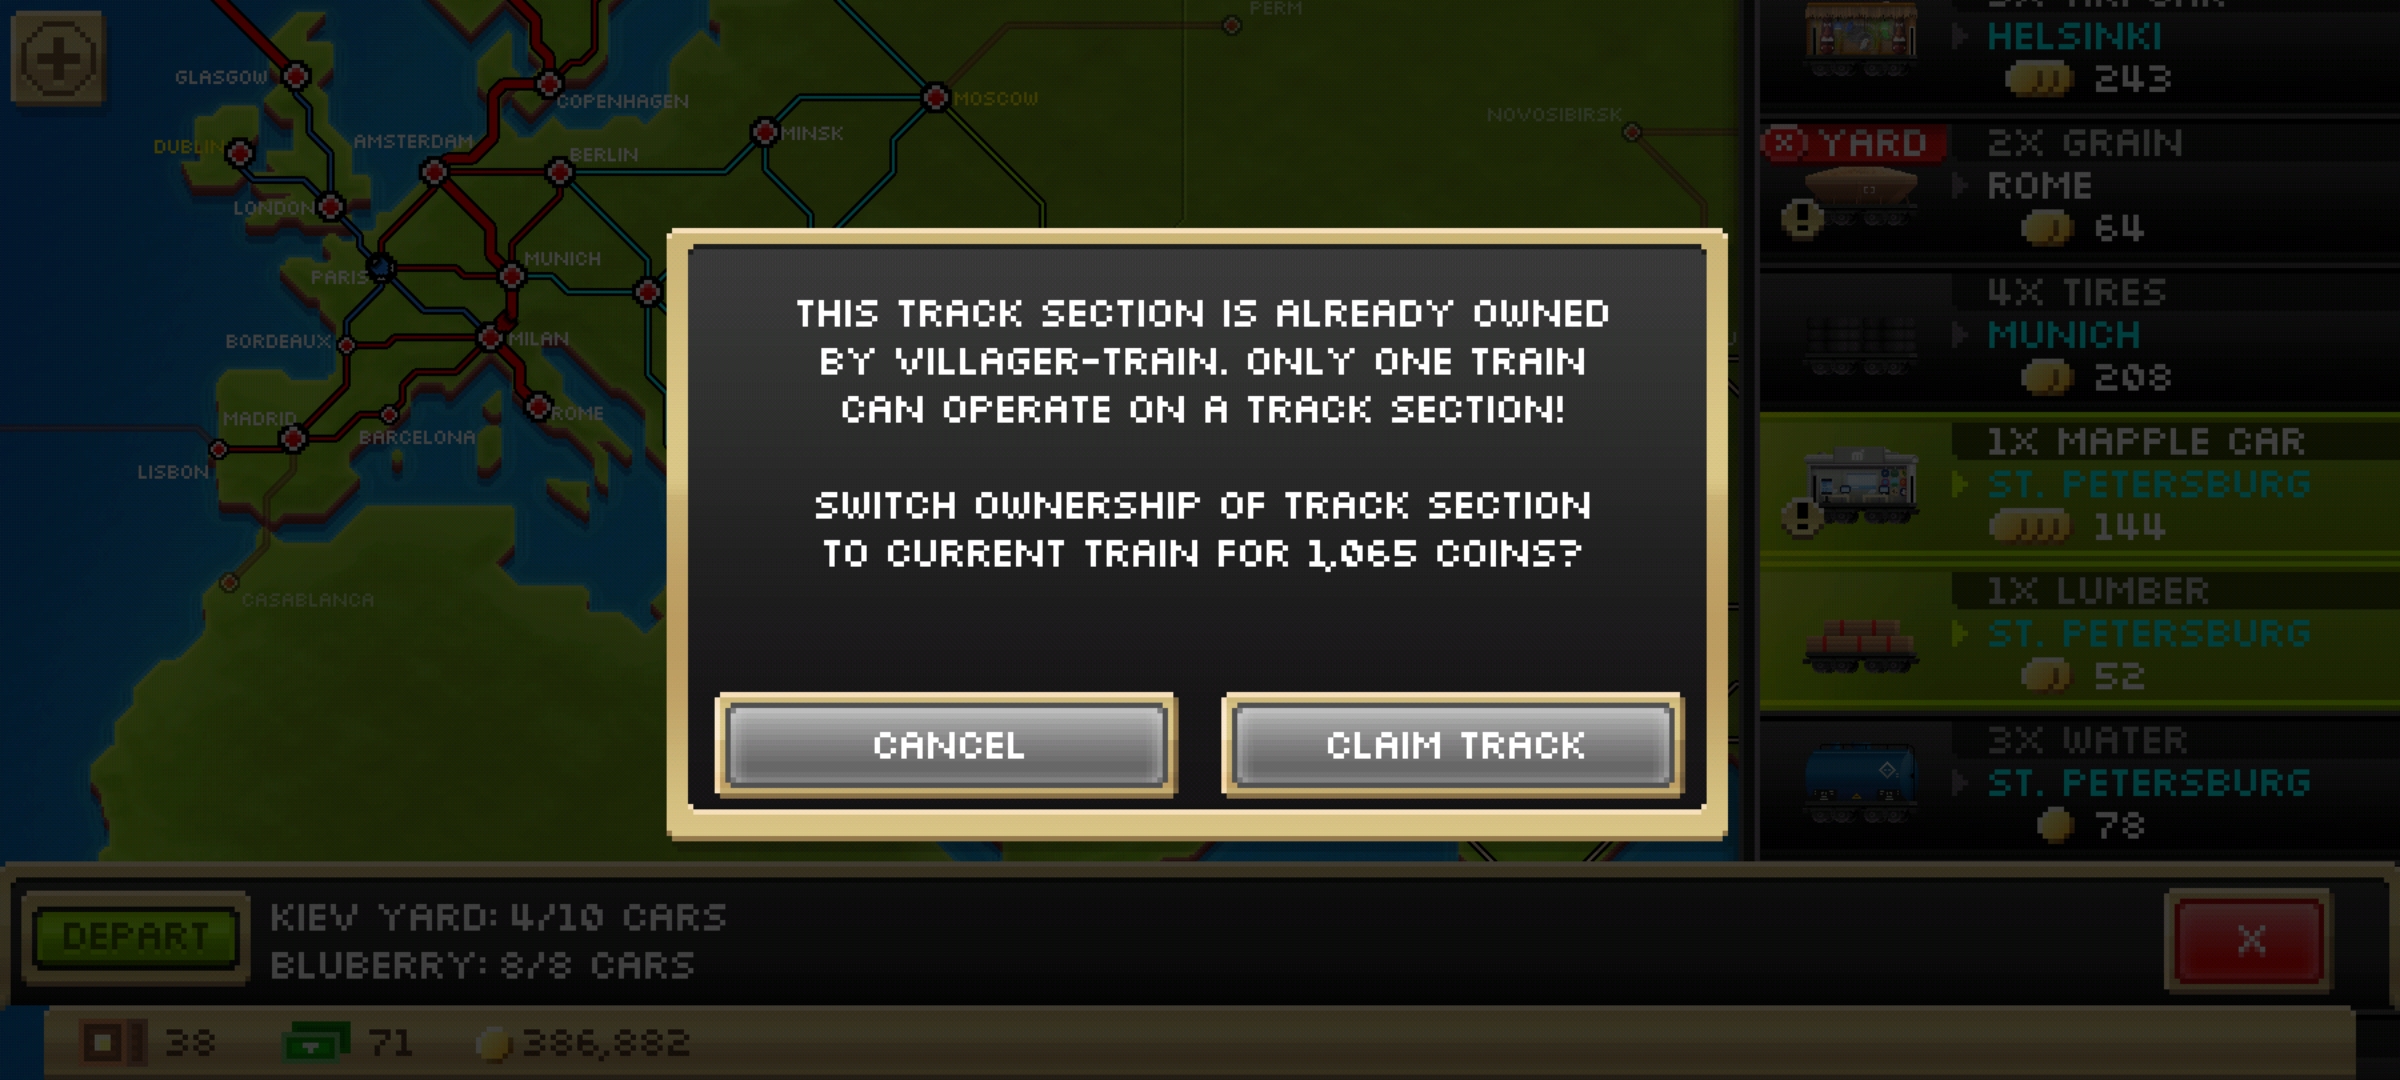 PERM
GLASGOW
COPENHAGEN
MOSCOW
NOVOSIBIRSK
DUBLIN
AMSTERDAM
MINSK
BERLIN
LONDON
PARIS
MUNICH
BORDEAUX
MILAN
MADRID
BARCELONA
ROME
LISBON
CASABLANCA
THIS TRACK SECTION IS ALREADY OWNED
BY VILLAGER-TRAIN. ONLY ONE TRAIN
CAN OPERATE ON A TRACK SECTION!
SWITCH OWNERSHIP OF TRACK SECTION
TO CURRENT TRAIN FOR 1,065 COINS?
CANCEL
CLAIM TRACK
HELSINKI
243
YARD
2X GRAIN
ROME
64
4X TIRES
MUNICH
208
1X MAPPLE CAR
ST. PETERSBURG
144
1X LUMBER
ST. PETERSBURG
52
3X WATER
ST. PETERSBURG
78
DEPART
KIEV YARD: 4/10 CARS
BLUBERRY: 8/8 CARS
X
38
71
386,882